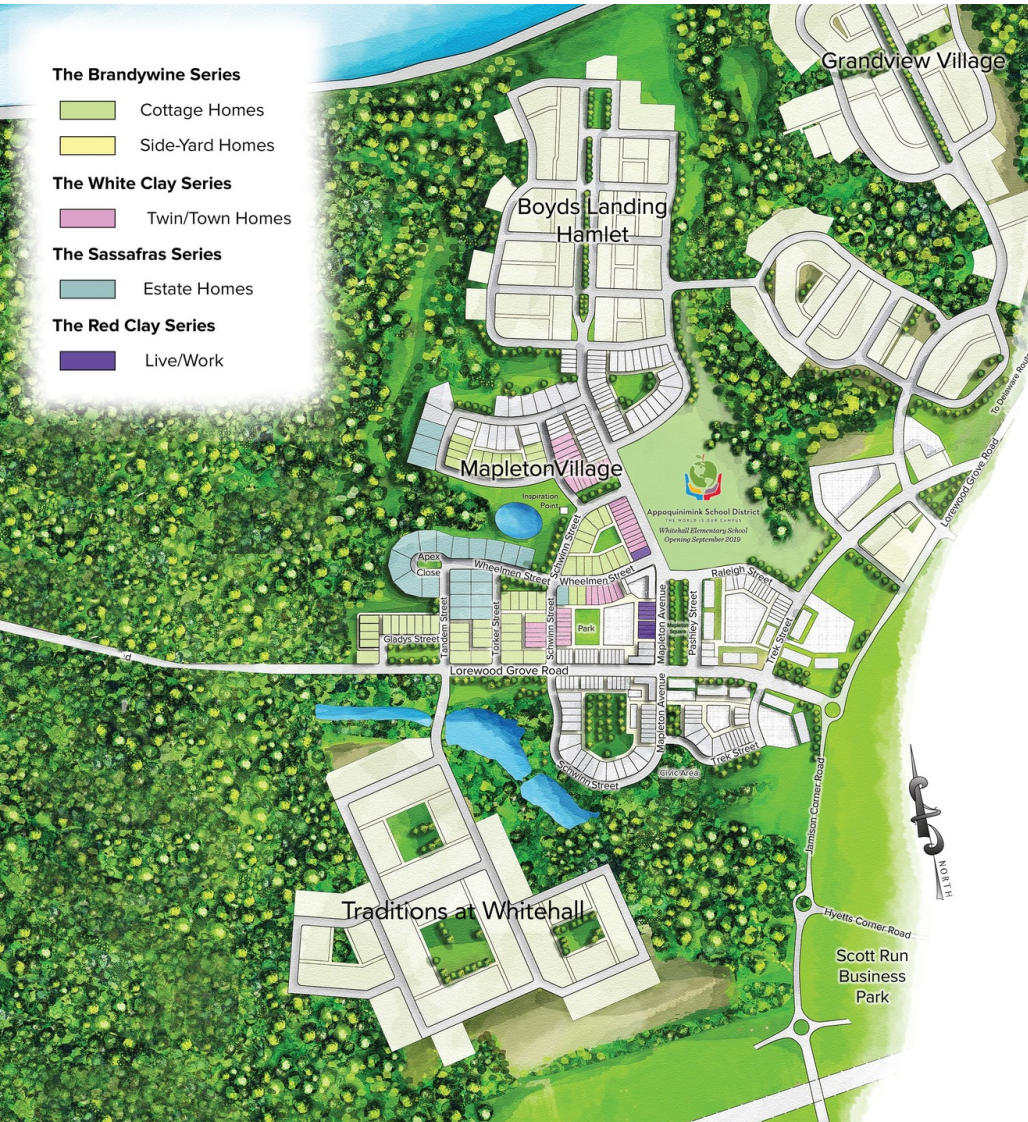 The Brandywine Series
Cottage Homes
Side-Yard Homes
The White Clay Series
Twin/Town Homes
The Sassafras Series
Estate Homes
The Red Clay Series
Live/Work
Grandview Village
Boyds Landing
Hamlet
To Delaware Rout
Lorewood Grove Road
MapletonVillage
Inspiration
Point
Appoquinimink School District
THE WORLD IS OUR CAMPUS
Whitehall Elementary School
Opening September 2019
Apex
Close
Wheelmen Street
Schwinn Street
Wheelmen Street
Raleigh Street
Tandem Street
Torker Street
Schwinn Street
Park
Mapleton Avenue
Mapleton
Square
Pashley Street
Trek Street
Gladys Street
d
Lorewood Grove Road
Mapleton Avenue
Schwinn Street
Trek Street
Civic Area
Jamison Corner Road
NORTH
Traditions at Whitehall
Hyetts Corner Road
Scott Run
Business
Park